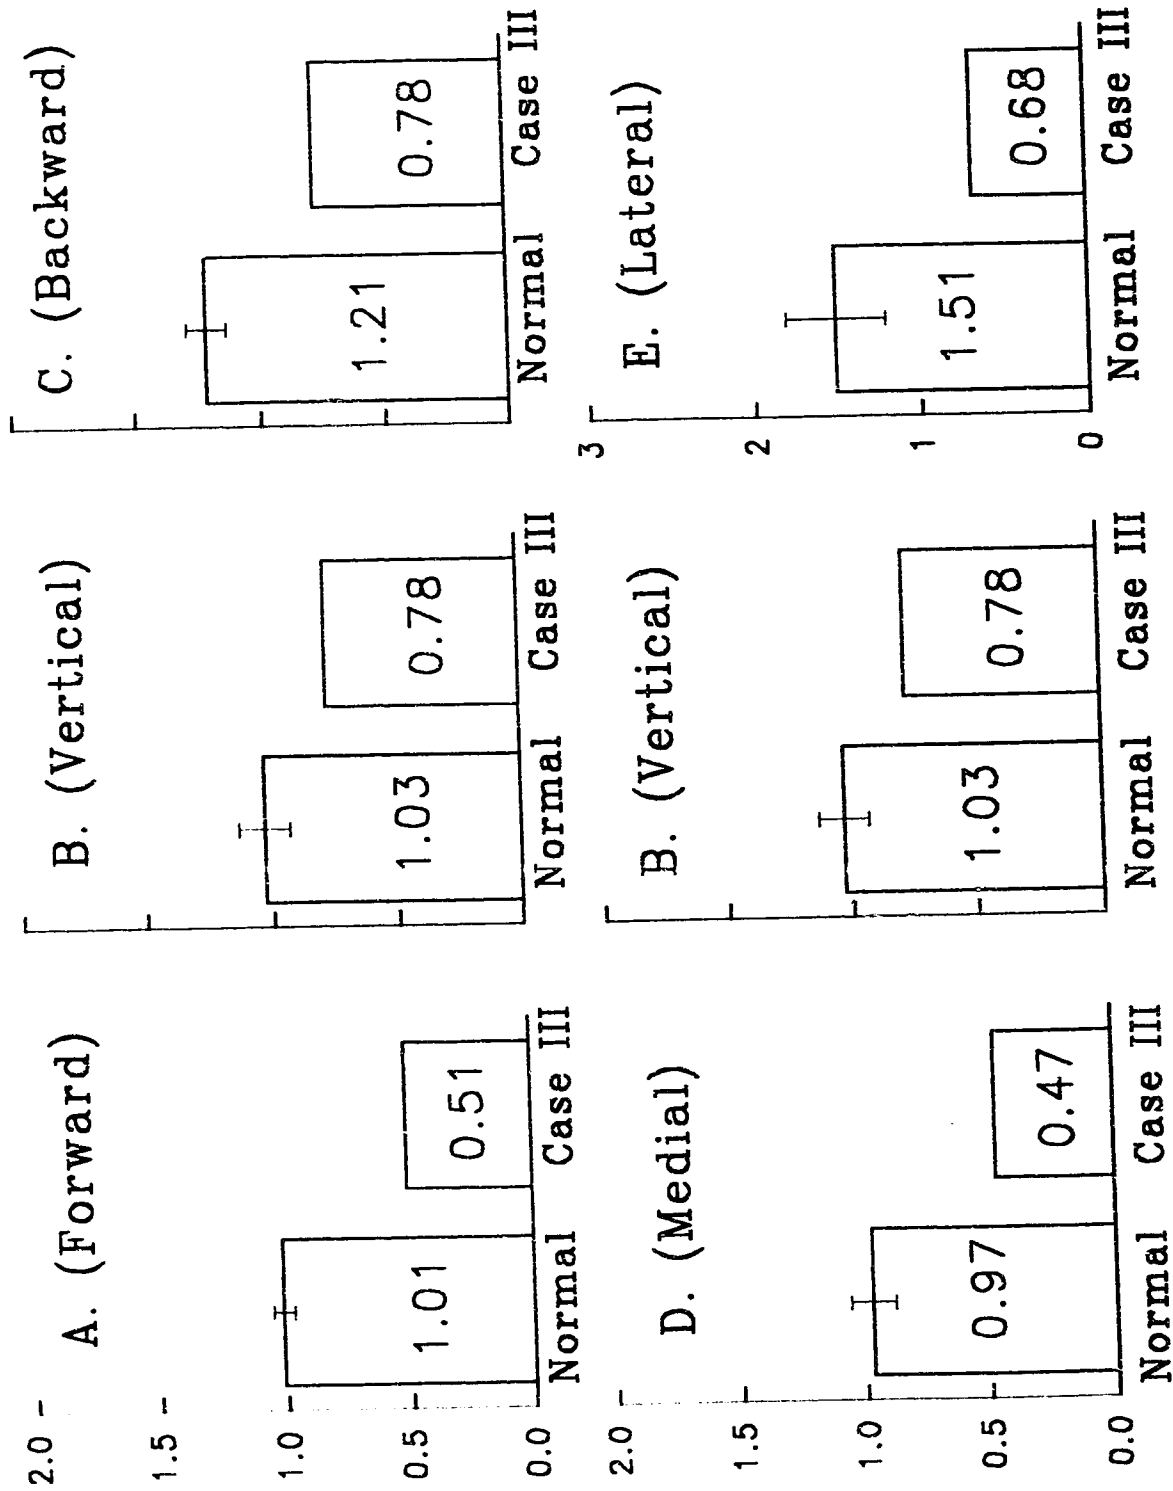 A. (Forward)
2.0
1.5
1.0
0.5
0.0
1.01
0.51
Normal Case III
B. (Vertical)
1.03
0.78
Normal Case III
C. (Backward)
1.21
0.78
Normal Case III
D. (Medial)
2.0
1.5
1.0
0.5
0.0
0.97
0.47
Normal Case III
B. (Vertical)
1.03
0.78
Normal Case III
E. (Lateral)
3
2
1
0
1.51
0.68
Normal Case III